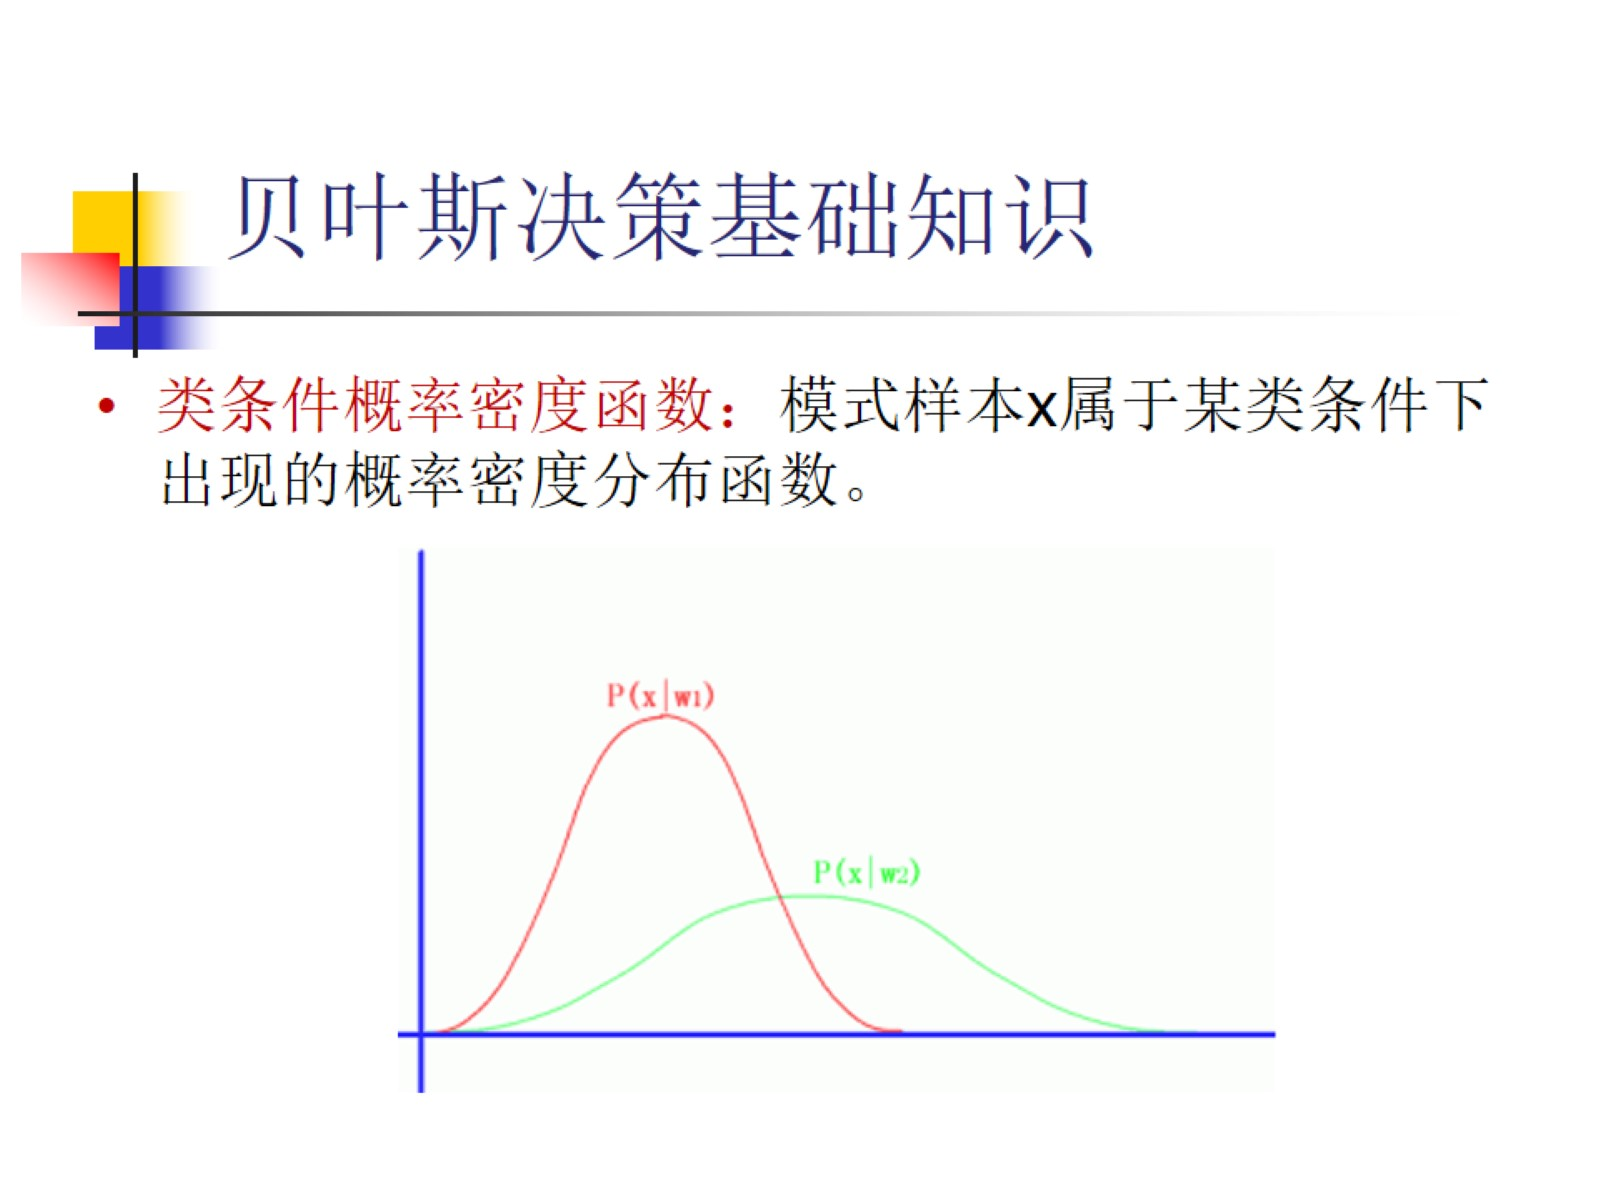 贝叶斯决策基础知识
• 类条件概率密度函数：模式样本x属于某类条件下
出现的概率密度分布函数。
P(x|w1)
P(x|w2)